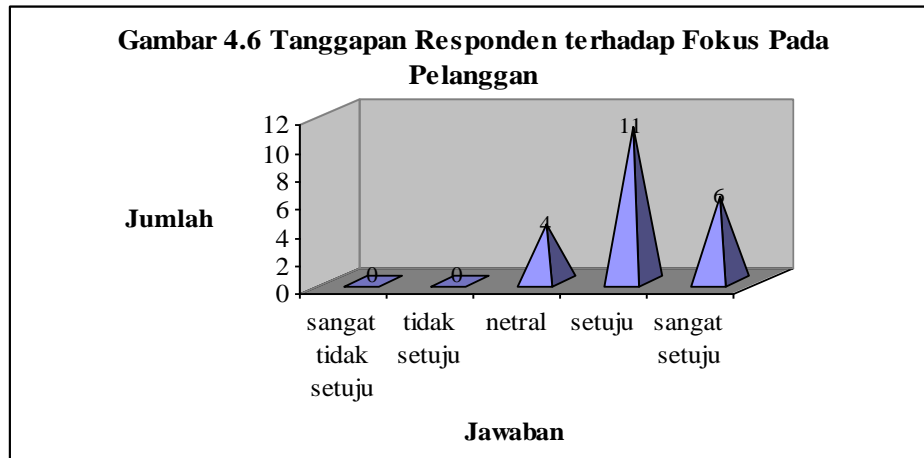 Gambar 4.6 Tanggapan Responden terhadap Fokus Pada
Pelanggan
12
10
8
6
4
2
0
Jumlah
0
0
4
11
6
sangat
tidak
setuju
tidak
setuju
netral
setuju
sangat
setuju
Jawaban